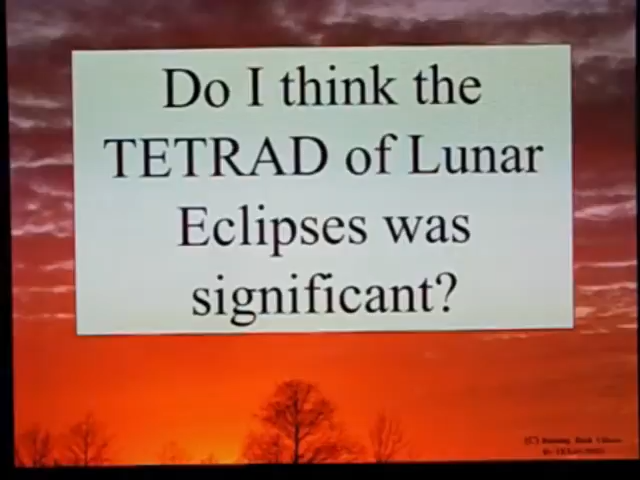 Do I think the
TETRAD of Lunar
Eclipses was
significant?
(C)